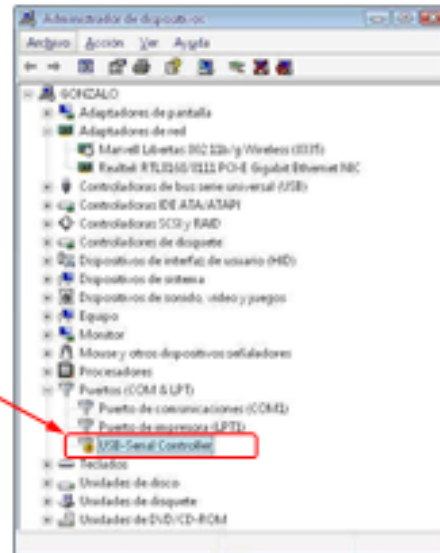 Administrador de dispositivos
Archivo Acción Ver Ayuda
GONZALO
Adaptadores de pantalla
Adaptadores de red
Marvell Libertas 802.11b/g Wireless (8335)
Realtek RTL8168/8111 PCI-E Gigabit Ethernet NIC
Controladoras de bus serie universal (USB)
Controladoras IDE ATA/ATAPI
Controladoras SCSI y RAID
Controladores de disquete
Dispositivos de interfaz de usuario (HID)
Dispositivos de sistema
Dispositivos de sonido, vídeo y juegos
Equipo
Monitor
Mouse y otros dispositivos señaladores
Procesadores
Puertos (COM & LPT)
Puerto de comunicaciones (COM1)
Puerto de impresora (LPT1)
USB-Serial Controller
Teclados
Unidades de disco
Unidades de disquete
Unidades de DVD/CD-ROM